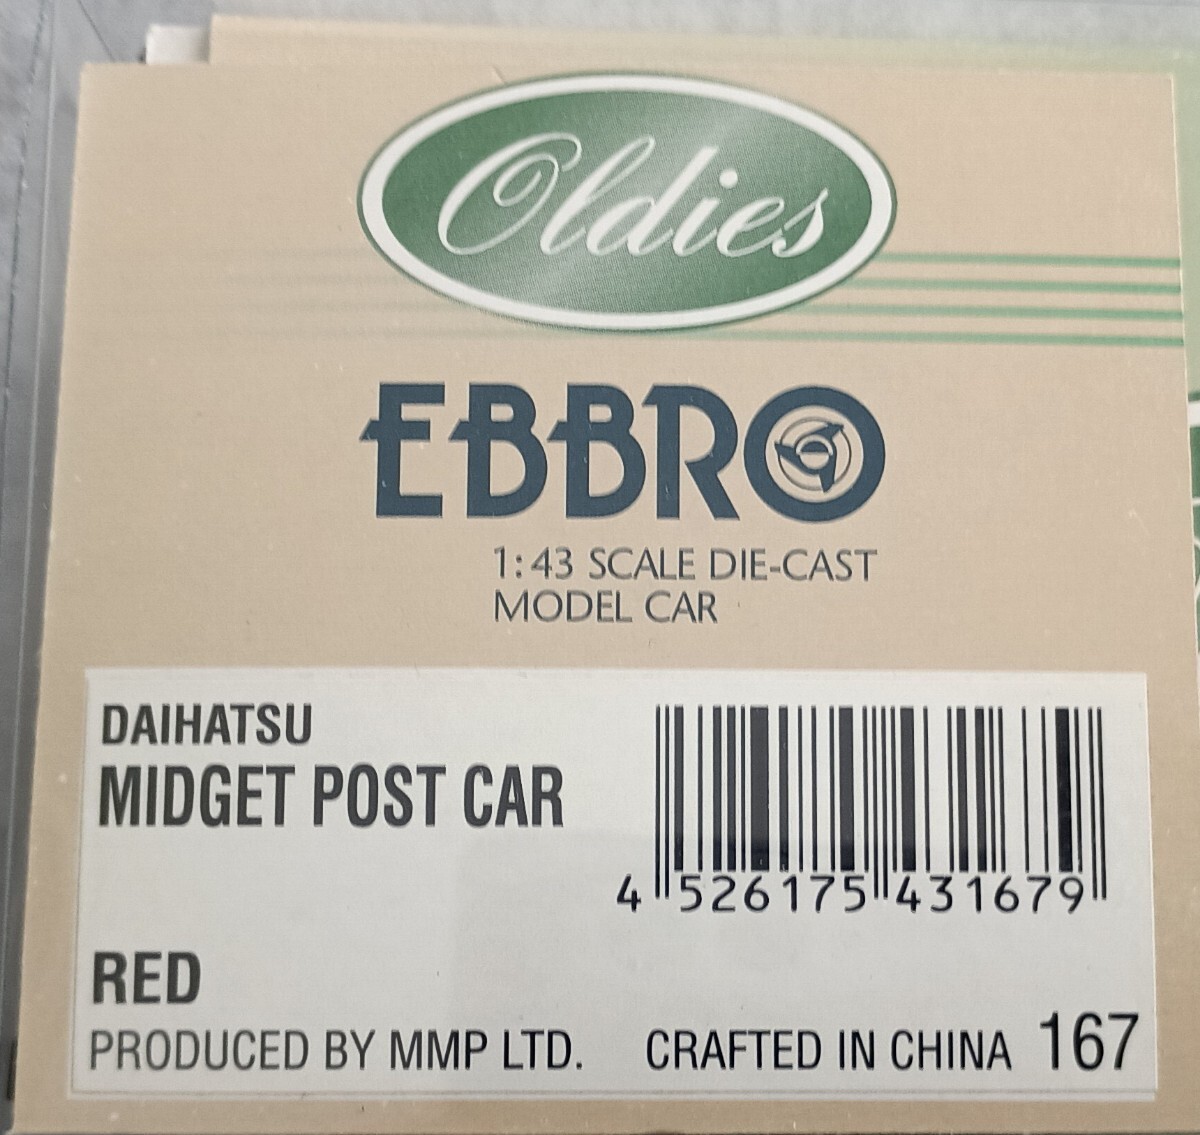 Oldies
EBBRO
1:43 SCALE DIE-CAST
MODEL CAR
DAIHATSU
MIDGET POST CAR
4 526175 431679
RED
PRODUCED BY MMP LTD. CRAFTED IN CHINA 167